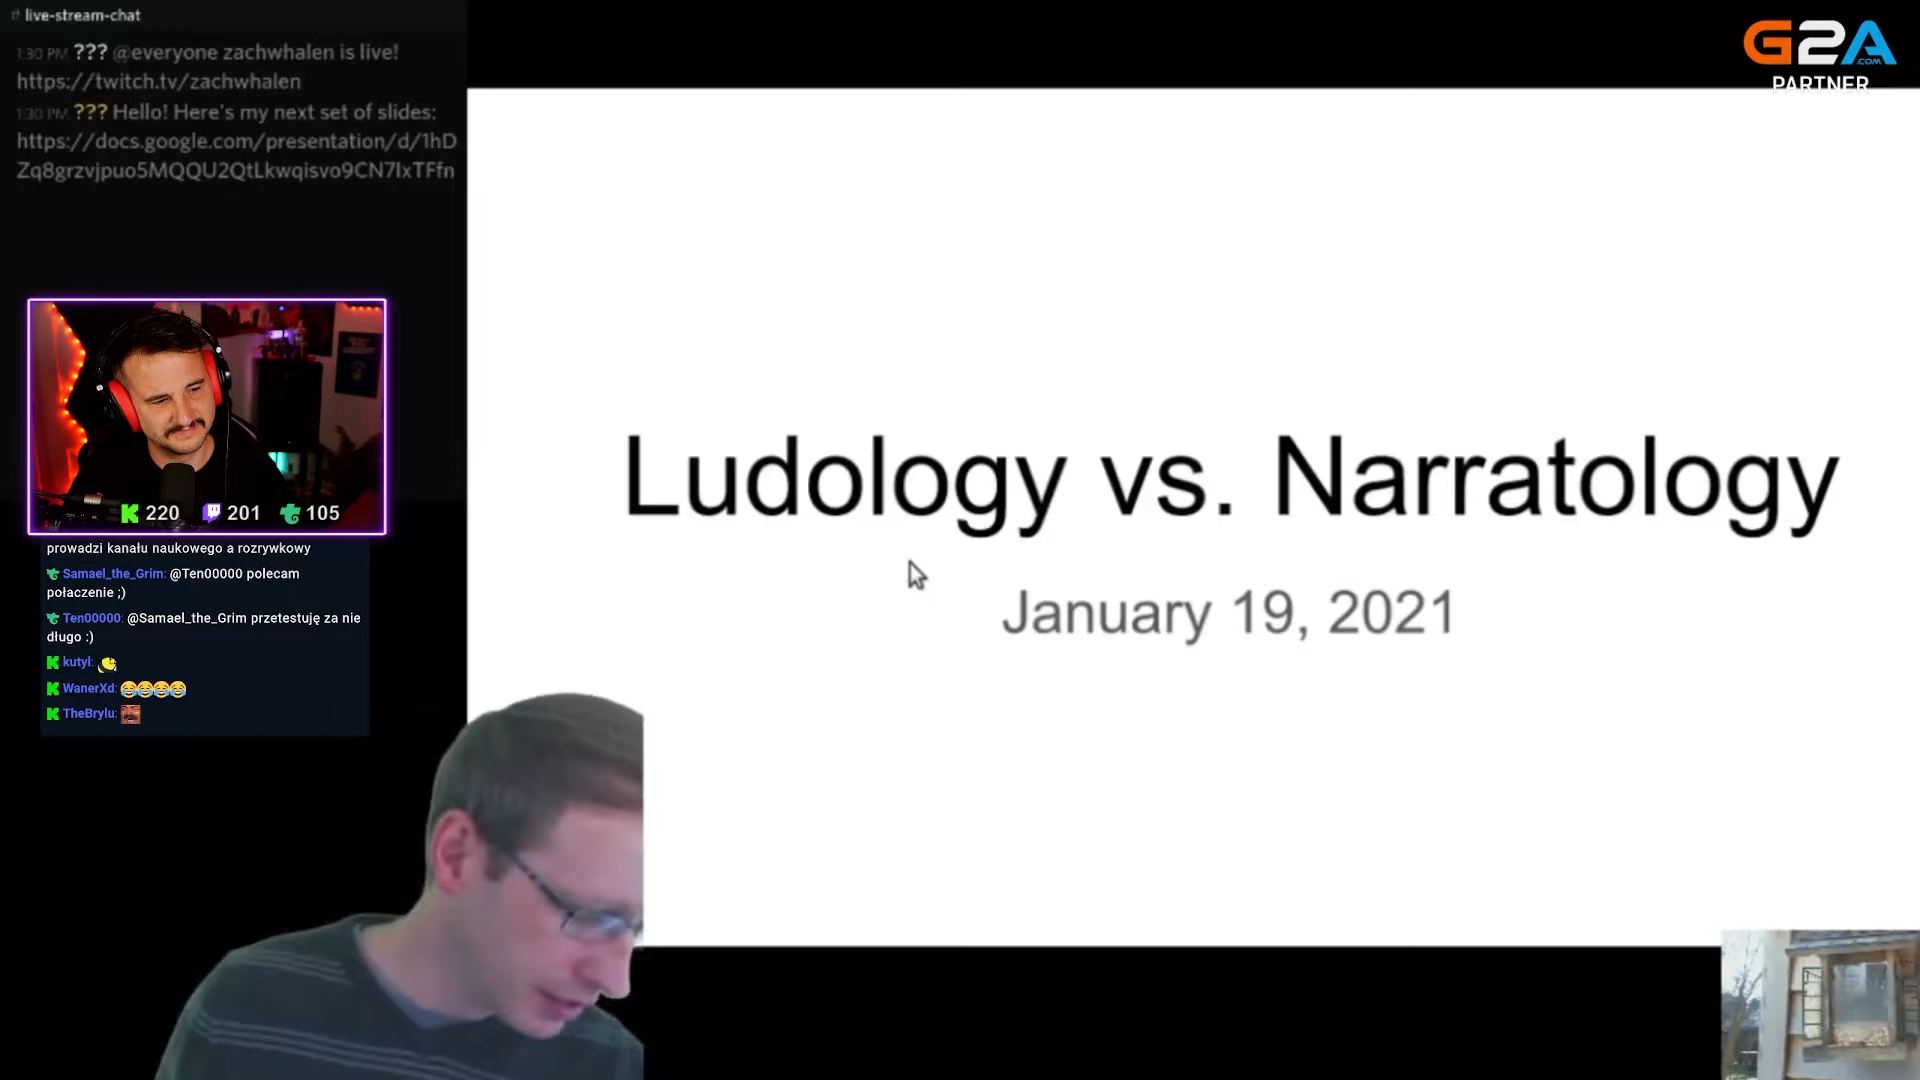 # live-stream-chat
1:30 PM ??? @everyone zachwhalen is live!
https://twitch.tv/zachwhalen
1:30 PM ??? Hello! Here's my next set of slides:
https://docs.google.com/presentation/d/1hD
Zq8grzvjpuo5MQQU2QtLkwqisvo9CN7lxTFfn
G2A
.COM
PARTNER
K 220 201 105
prowadzi kanału naukowego a rozrywkowy
Samael_the_Grim: @Ten00000 polecam
połaczenie ;)
Ten00000: @Samael_the_Grim przetestuję za nie
długo :)
K kutyl:
K WanerXd:
K TheBrylu:
Ludology vs. Narratology
January 19, 2021